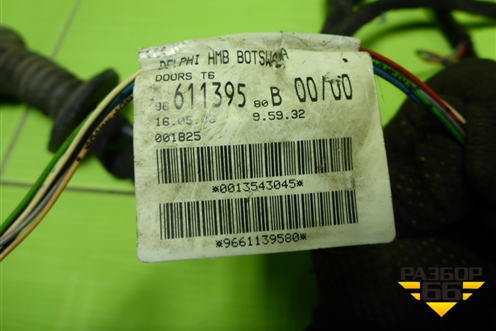 DELPHI HMB BOTSWANA
DOORS T6
96 611395 80 B 00/00
16.05.06 9.59.32
001825
*0013543045*
*9661139580*
РАЗБОР
66